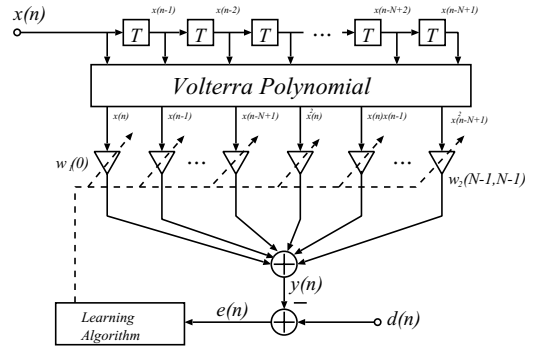 x(n) x(n-1) x(n-2) x(n-N+2) x(n-N+1)
T T T ... T T
Volterra Polynomial
x(n) x(n-1) x(n-N+1) x²(n) x(n)x(n-1) x²(n-N+1)
w₁(0) ... ... w₂(N-1,N-1)
y(n)
e(n) d(n)
Learning
Algorithm